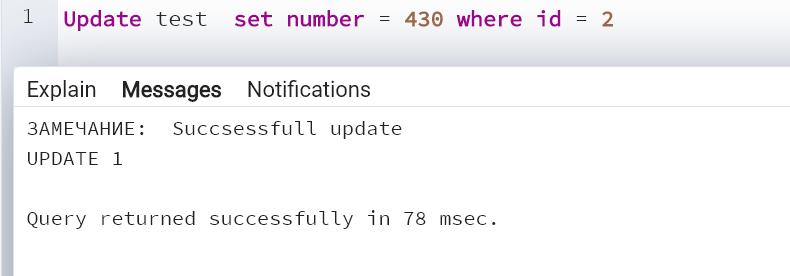 1 Update test set number = 430 where id = 2
Explain Messages Notifications
ЗАМЕЧАНИЕ: Succsessfull update
UPDATE 1
Query returned successfully in 78 msec.